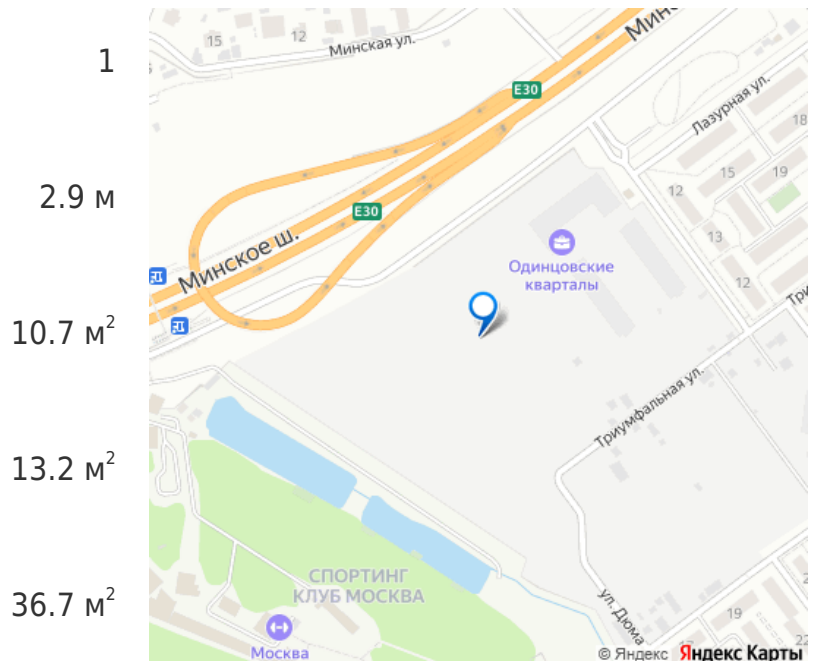 1
2.9 м
10.7 м²
13.2 м²
36.7 м²
15
12
Минская ул.
E30
Лазурная ул.
18
15
19
12
13
12
E30
Минское ш.
Одинцовские
кварталы
Триумфальная ул.
СПОРТИНГ
КЛУБ МОСКВА
ул. Дюма
19
Москва
© Яндекс Яндекс Карты